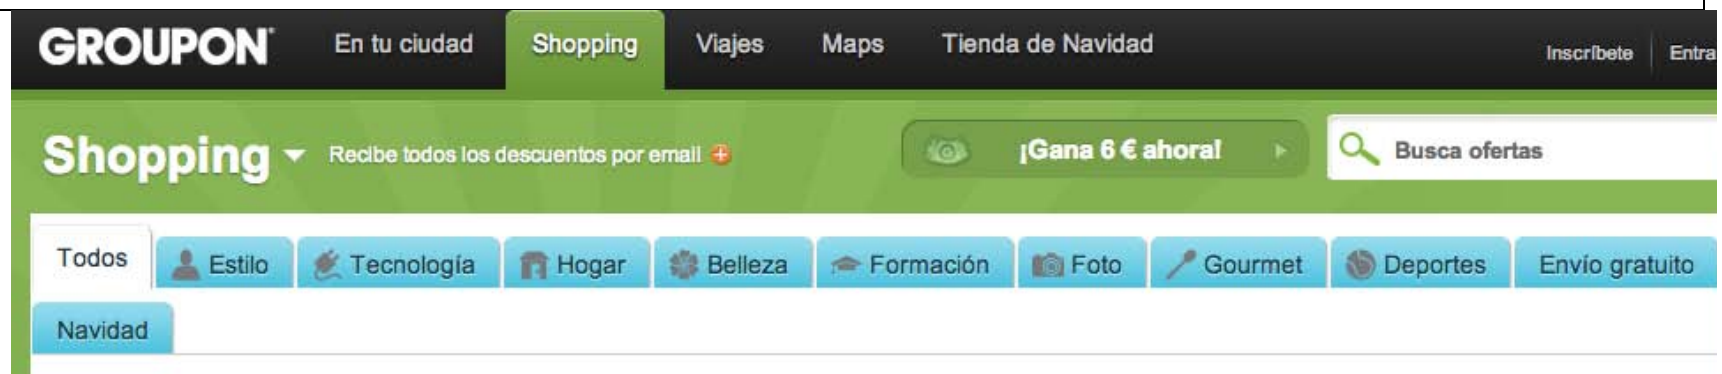 GROUPON En tu ciudad Shopping Viajes Maps Tienda de Navidad Inscríbete Entra
Shopping Recibe todos los descuentos por email ¡Gana 6 € ahora! Busca ofertas
Todos Estilo Tecnología Hogar Belleza Formación Foto Gourmet Deportes Envío gratuito
Navidad